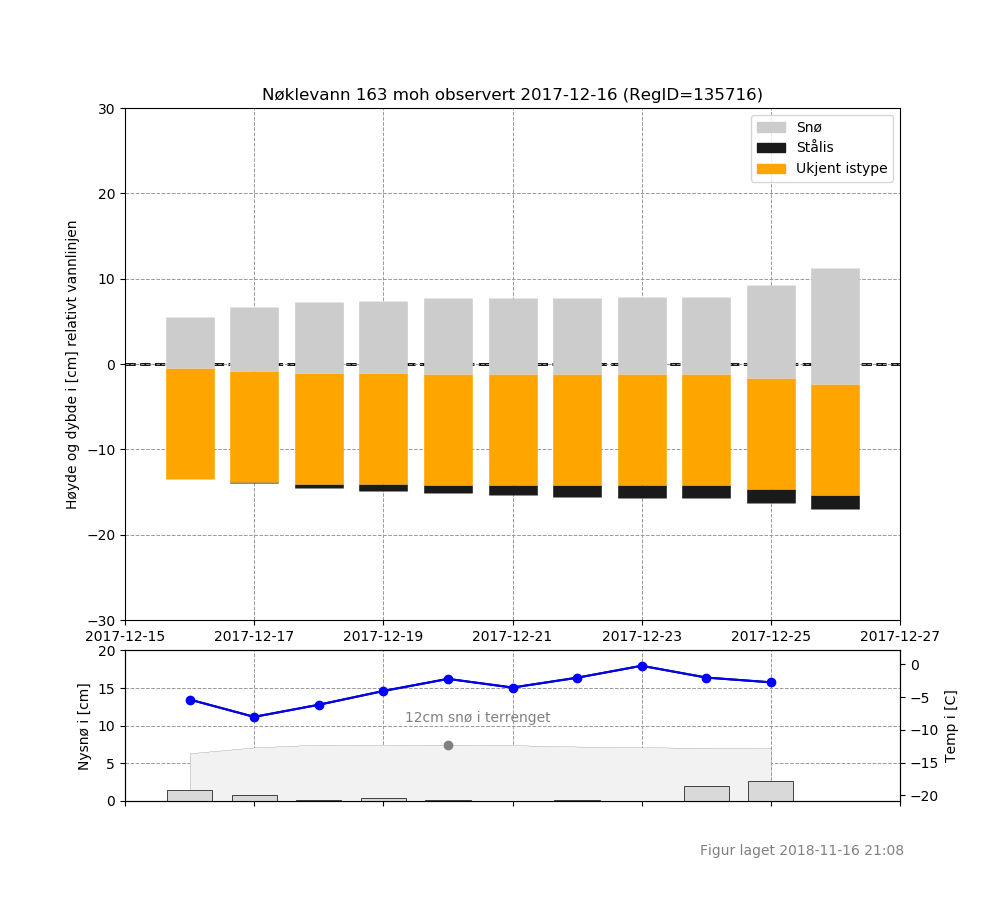 Nøklevann 163 moh observert 2017-12-16 (RegID=135716)
Snø
Stålis
Ukjent istype
Høyde og dybde i [cm] relativt vannlinjen
30
20
10
0
−10
−20
−30
2017-12-15 2017-12-17 2017-12-19 2017-12-21 2017-12-23 2017-12-25 2017-12-27
Nysnø i [cm]
20
15
10
5
0
12cm snø i terrenget
0
−5
−10
−15
−20
Temp i [C]
Figur laget 2018-11-16 21:08